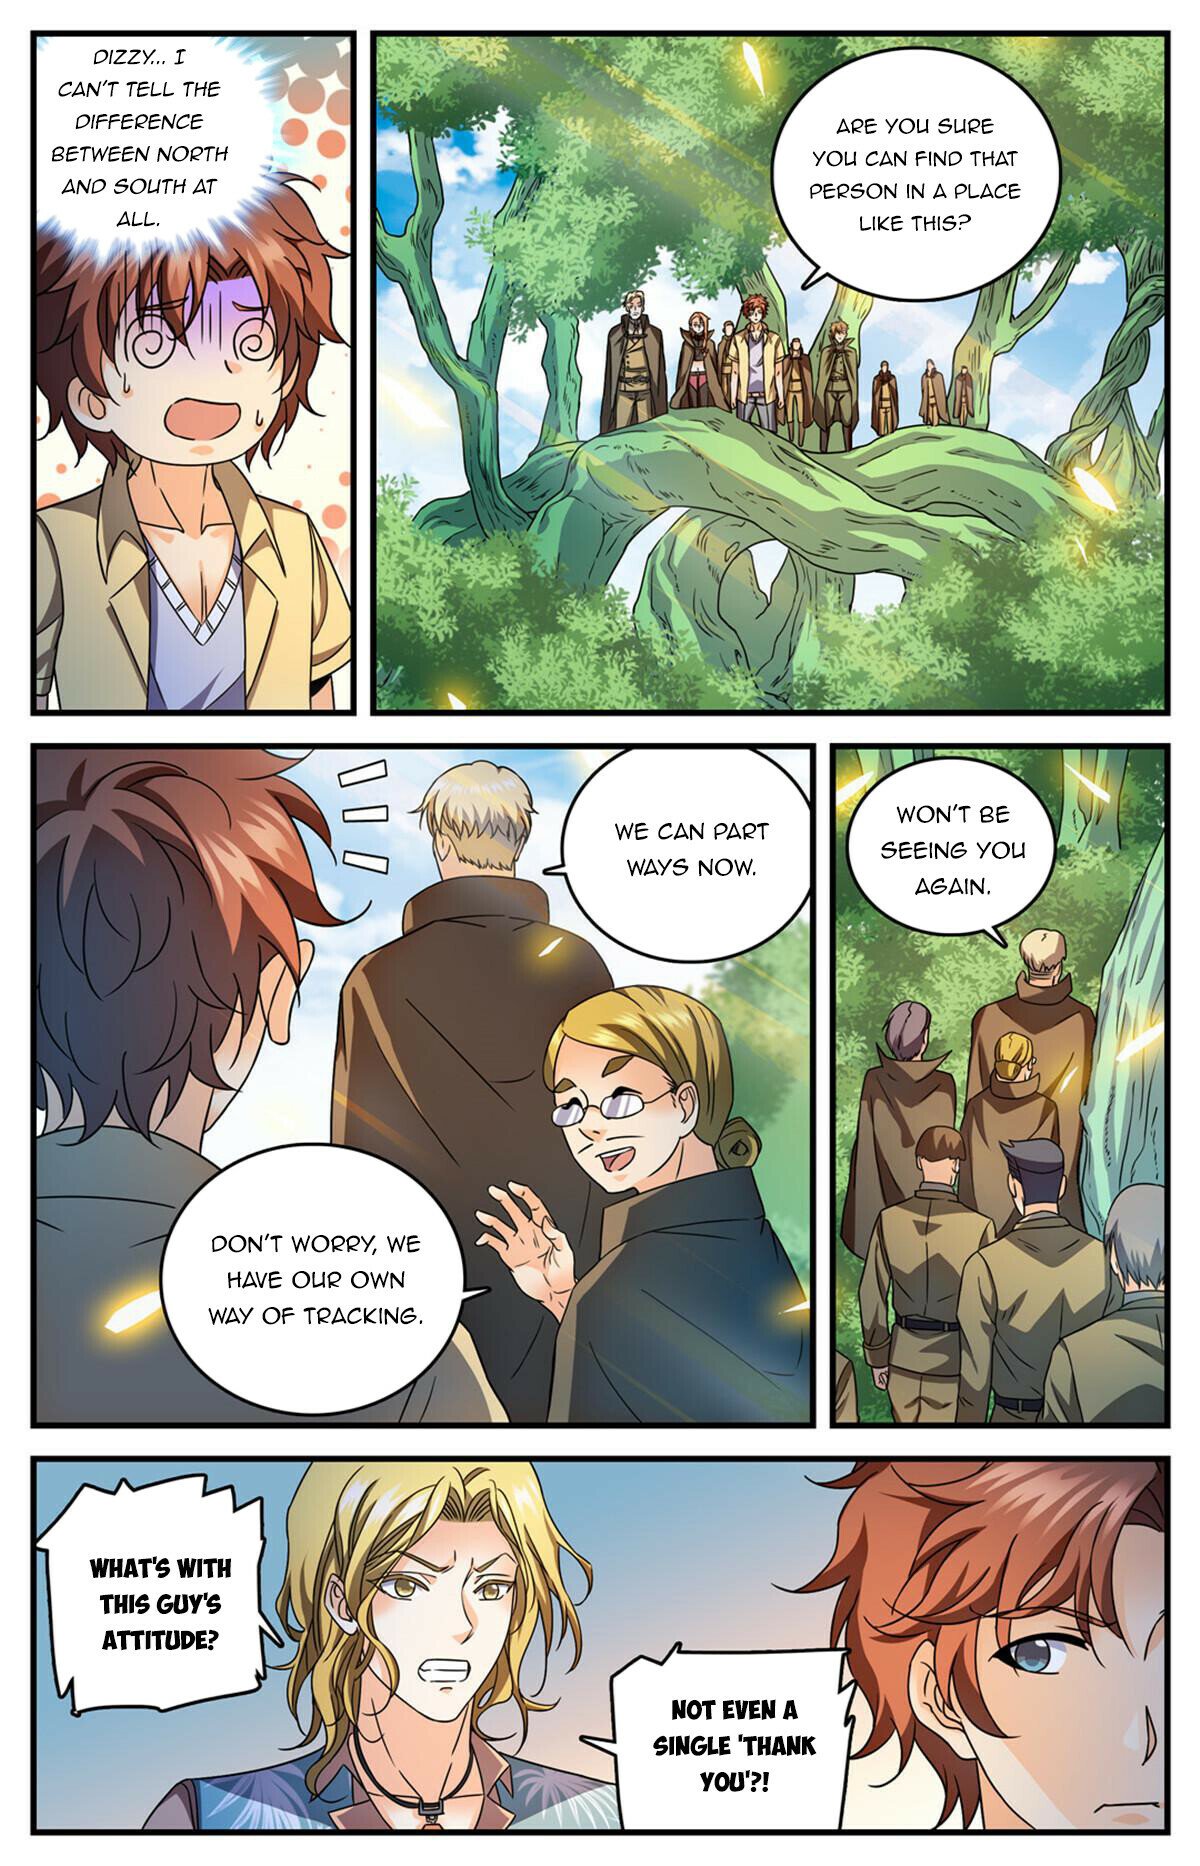 DIZZY... I
CAN'T TELL THE
DIFFERENCE
BETWEEN NORTH
AND SOUTH AT
ALL.
ARE YOU SURE
YOU CAN FIND THAT
PERSON IN A PLACE
LIKE THIS?
WE CAN PART
WAYS NOW.
DON'T WORRY, WE
HAVE OUR OWN
WAY OF TRACKING.
WON'T BE
SEEING YOU
AGAIN.
WHAT'S WITH
THIS GUY'S
ATTITUDE?
NOT EVEN A
SINGLE 'THANK
YOU'?!